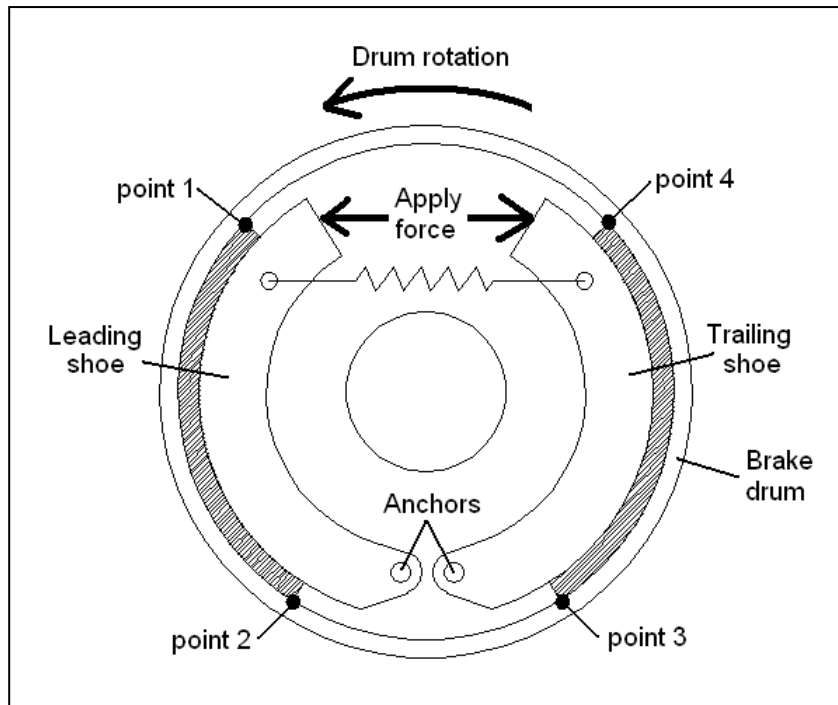 Drum rotation
point 1
point 4
Apply
force
Leading
shoe
Trailing
shoe
Brake
drum
Anchors
point 2
point 3